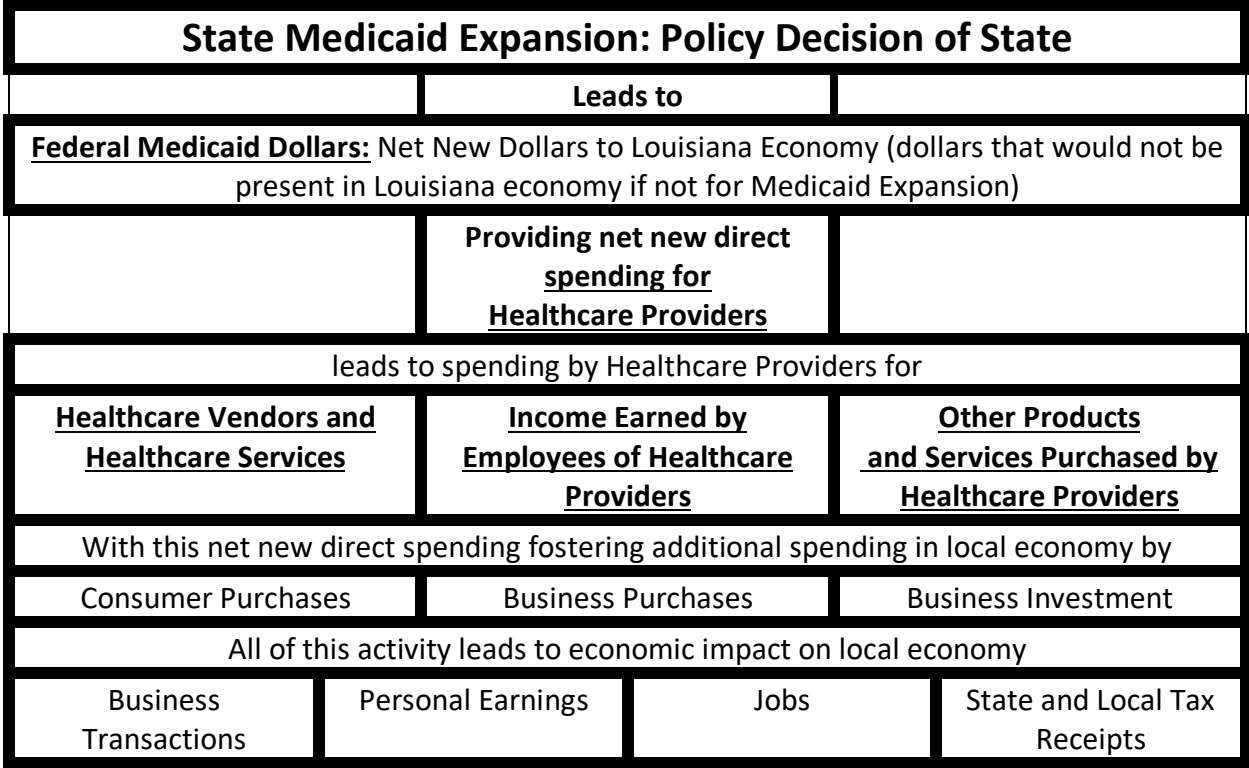 State Medicaid Expansion: Policy Decision of State
Leads to
Federal Medicaid Dollars: Net New Dollars to Louisiana Economy (dollars that would not be
present in Louisiana economy if not for Medicaid Expansion)
Providing net new direct
spending for
Healthcare Providers
leads to spending by Healthcare Providers for
Healthcare Vendors and
Healthcare Services
Income Earned by
Employees of Healthcare
Providers
Other Products
and Services Purchased by
Healthcare Providers
With this net new direct spending fostering additional spending in local economy by
Consumer Purchases
Business Purchases
Business Investment
All of this activity leads to economic impact on local economy
Business
Transactions
Personal Earnings
Jobs
State and Local Tax
Receipts